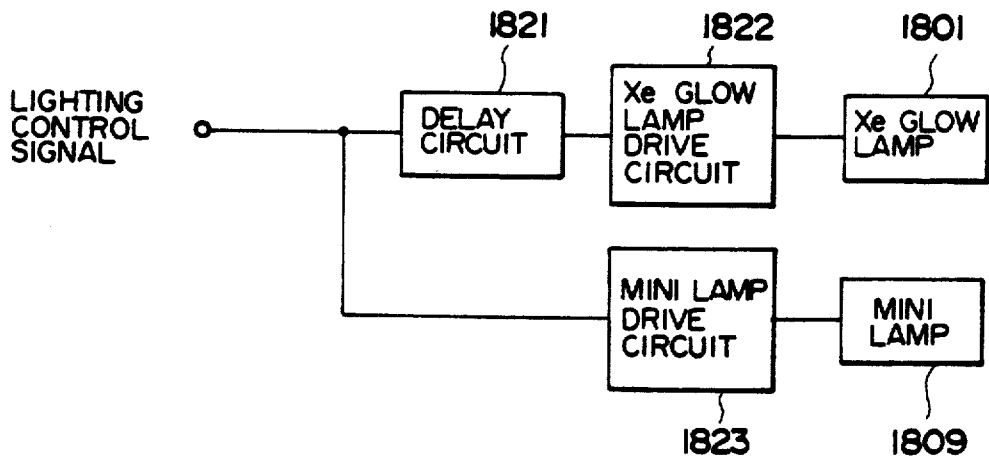 1821
1822
1801
LIGHTING
CONTROL
SIGNAL
DELAY
CIRCUIT
Xe GLOW
LAMP
DRIVE
CIRCUIT
Xe GLOW
LAMP
MINI LAMP
DRIVE
CIRCUIT
MINI
LAMP
1823
1809